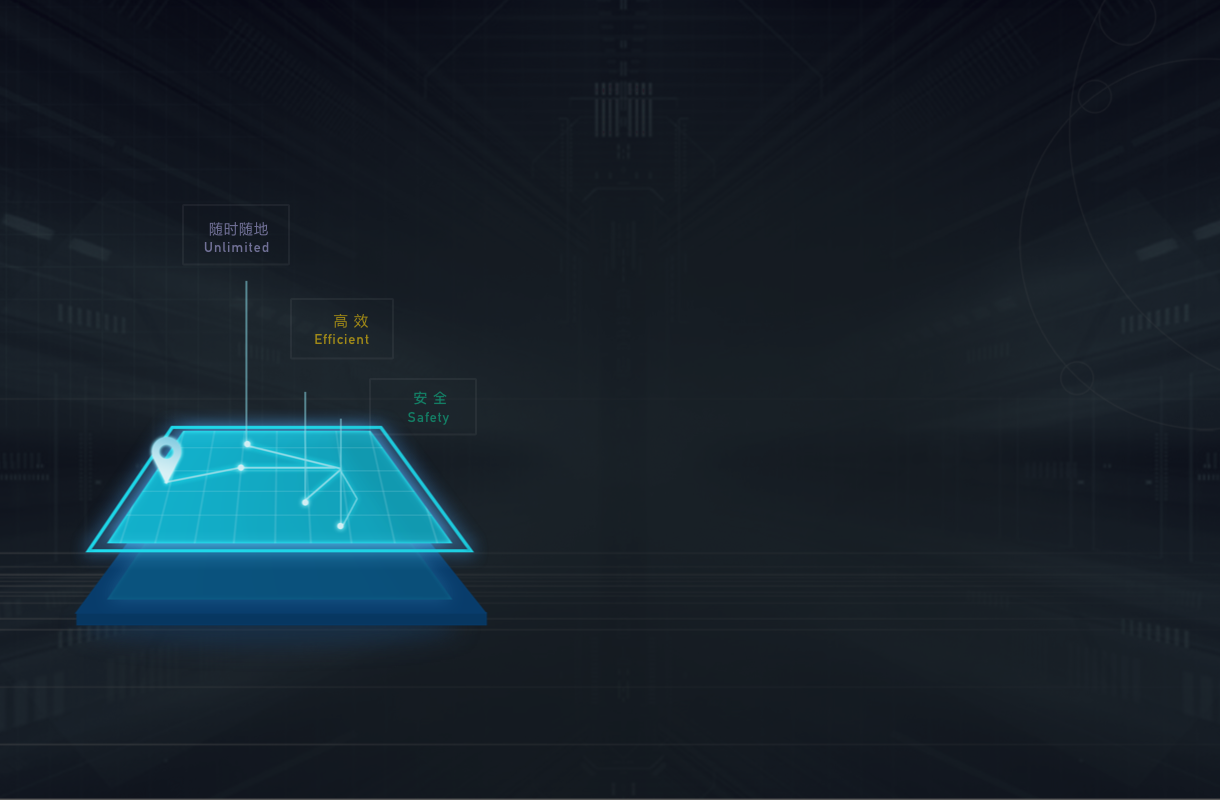 随时随地
Unlimited
高 效
Efficient
安 全
Safety